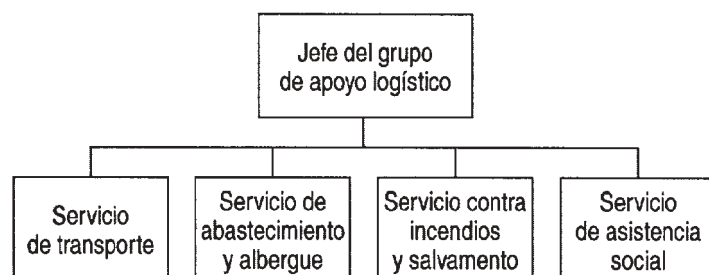 Jefe del grupo
de apoyo logístico
Servicio
de transporte
Servicio de
abastecimiento
y albergue
Servicio contra
incendios
y salvamento
Servicio
de asistencia
social